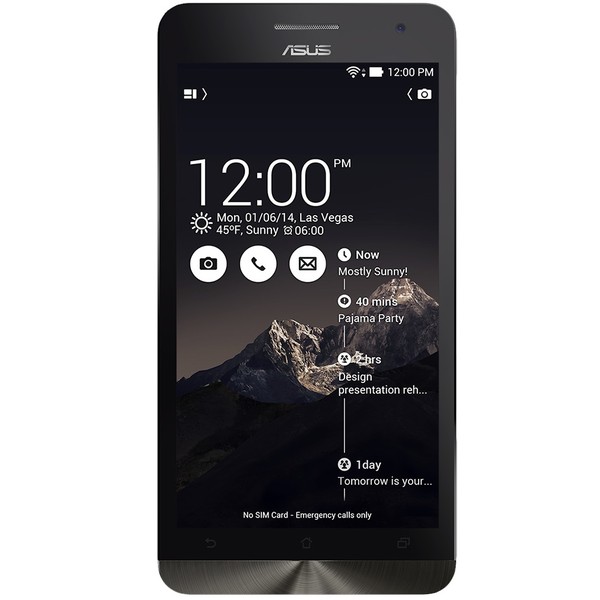 ASUS
12:00 PM
12:00 PM
Mon, 01/06/14, Las Vegas
45ºF, Sunny 06:00
Now
Mostly Sunny!
40 mins
Pajama Party
2 hrs
Design
presentation reh...
1day
Tomorrow is your...
No SIM Card - Emergency calls only